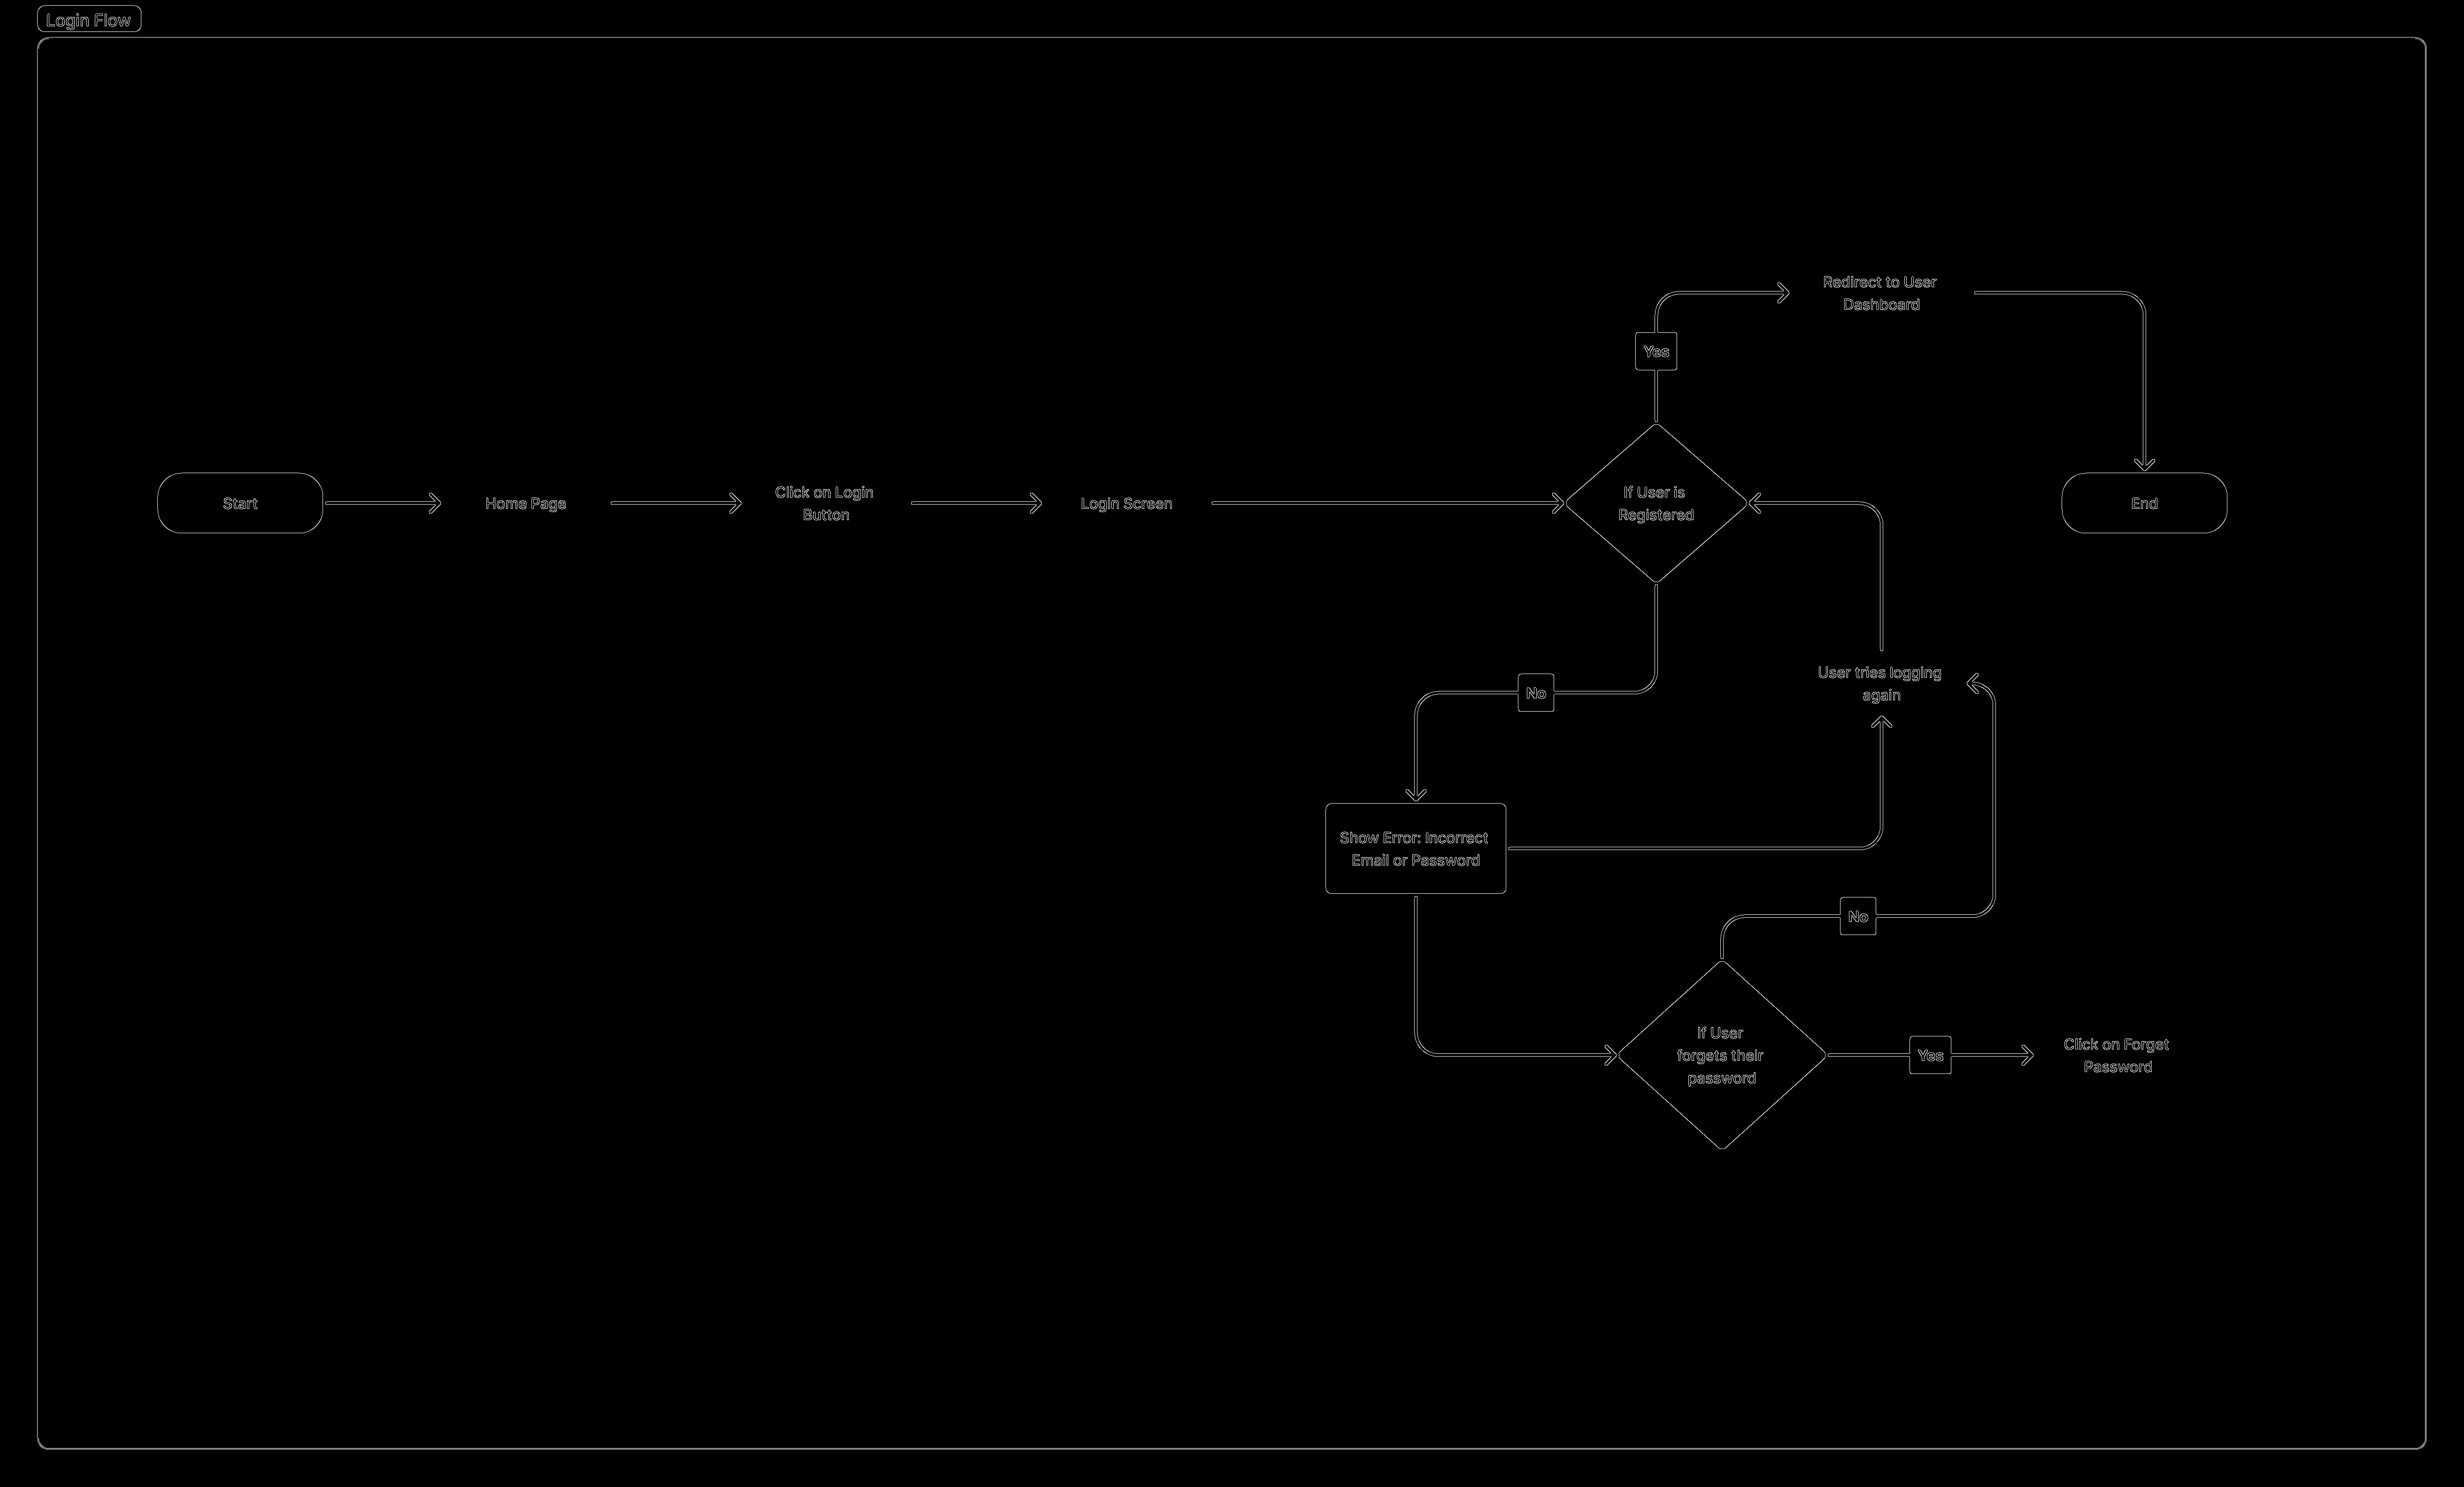 Login Flow
Redirect to User
Dashboard
Yes
Start
Home Page
Click on Login
Button
Login Screen
If User is
Registered
End
User tries logging
again
No
Show Error: Incorrect
Email or Password
No
If User
forgets their
password
Yes
Click on Forget
Password